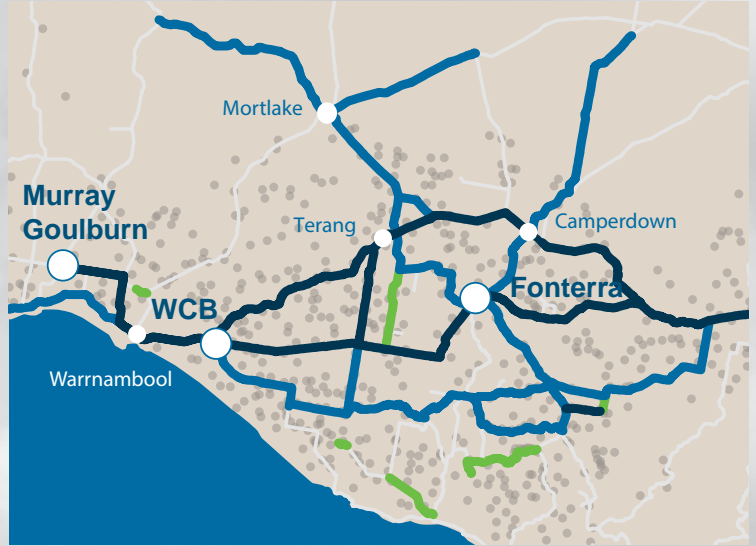 Mortlake
Murray
Goulburn
Terang
Camperdown
WCB
Fonterra
Warrnambool